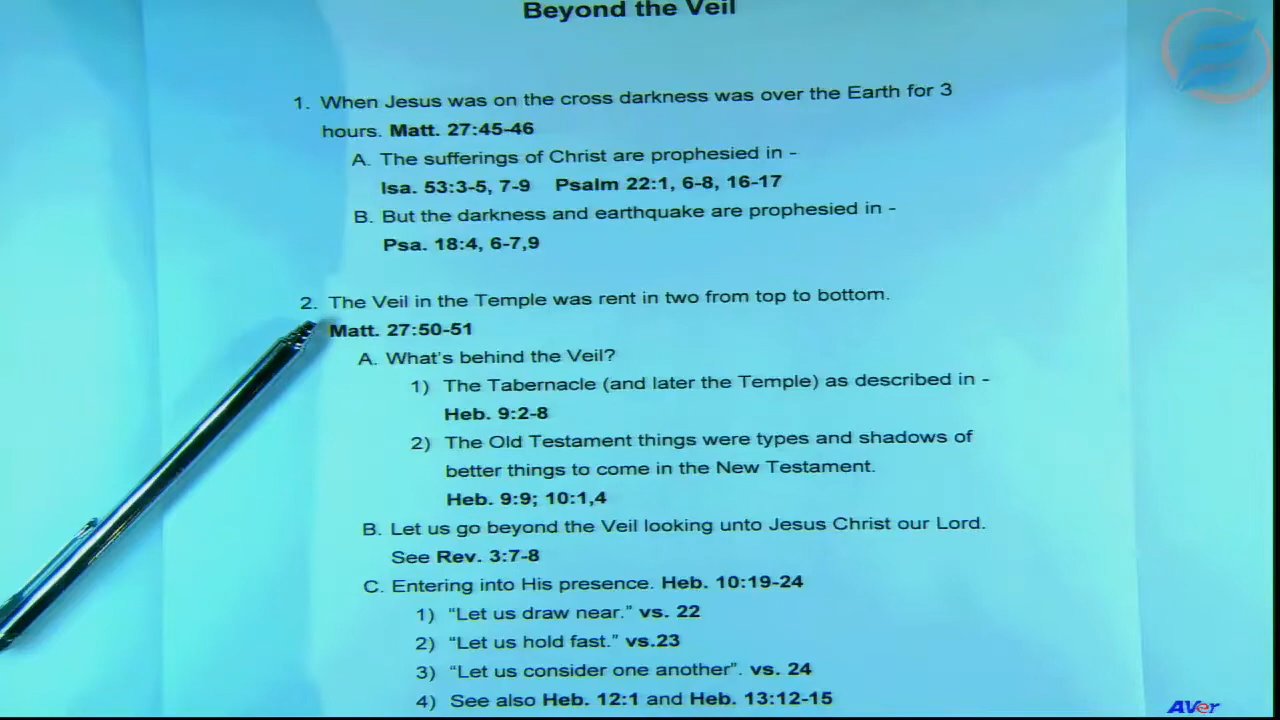 Beyond the Veil
1. When Jesus was on the cross darkness was over the Earth for 3
hours. Matt. 27:45-46
A. The sufferings of Christ are prophesied in -
Isa. 53:3-5, 7-9 Psalm 22:1, 6-8, 16-17
B. But the darkness and earthquake are prophesied in -
Psa. 18:4, 6-7,9
2. The Veil in the Temple was rent in two from top to bottom.
Matt. 27:50-51
A. What's behind the Veil?
1) The Tabernacle (and later the Temple) as described in -
Heb. 9:2-8
2) The Old Testament things were types and shadows of
better things to come in the New Testament.
Heb. 9:9; 10:1,4
B. Let us go beyond the Veil looking unto Jesus Christ our Lord.
See Rev. 3:7-8
C. Entering into His presence. Heb. 10:19-24
1) “Let us draw near.” vs. 22
2) “Let us hold fast.” vs.23
3) “Let us consider one another”. vs. 24
4) See also Heb. 12:1 and Heb. 13:12-15
AVer